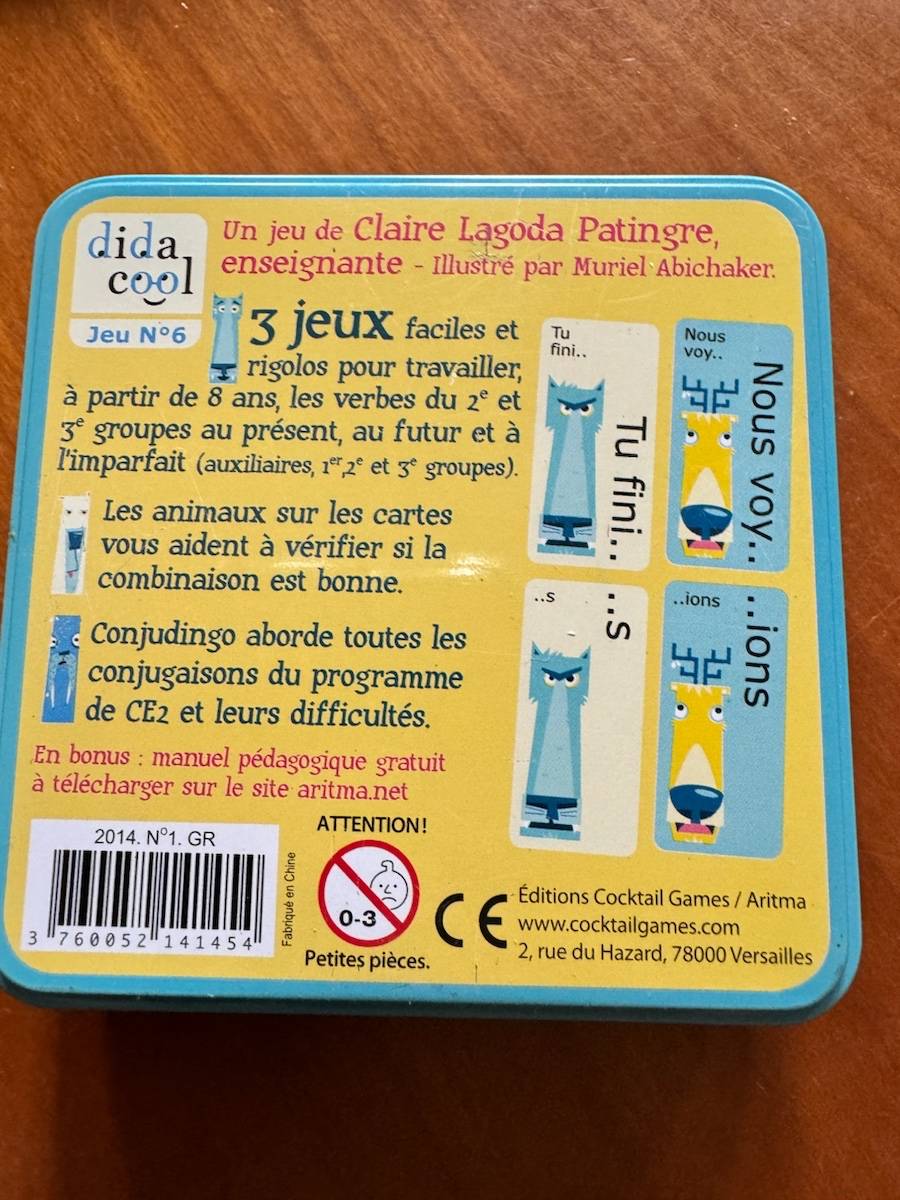 dida
cool
Jeu N°6
Un jeu de Claire Lagoda Patingre,
enseignante - Illustré par Muriel Abichaker.
3 jeux faciles et
rigolos pour travailler,
à partir de 8 ans, les verbes du 2e et
3e groupes au présent, au futur et à
l'imparfait (auxiliaires, 1er,2e et 3e groupes).
Les animaux sur les cartes
vous aident à vérifier si la
combinaison est bonne.
Conjudingo aborde toutes les
conjugaisons du programme
de CE2 et leurs difficultés.
En bonus : manuel pédagogique gratuit
à télécharger sur le site aritma.net
Tu
fini..
Tu fini..
Nous
voy..
Nous voy..
..s
..s
..ions
..ions
2014. N°1. GR
3 760052 141454
Fabriqué en Chine
ATTENTION!
0-3
Petites pièces.
CE
Éditions Cocktail Games / Aritma
www.cocktailgames.com
2, rue du Hazard, 78000 Versailles